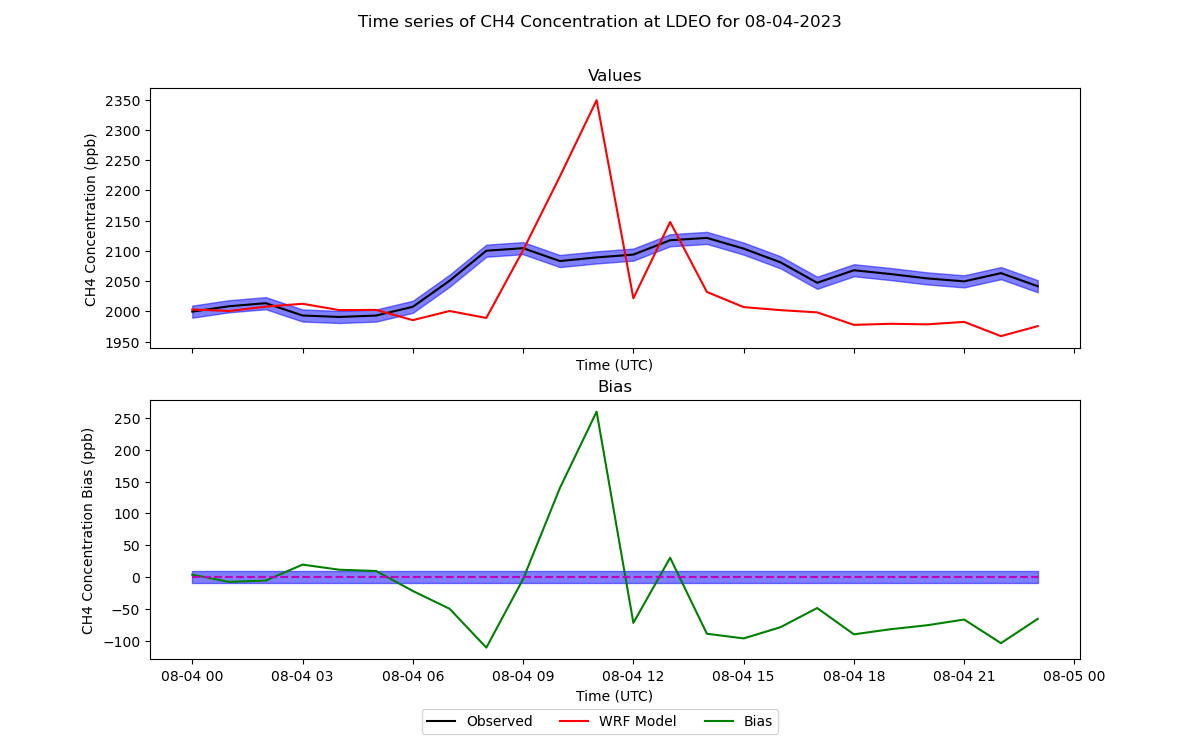 Time series of CH4 Concentration at LDEO for 08-04-2023
Values
CH4 Concentration (ppb)
2350
2300
2250
2200
2150
2100
2050
2000
1950
Time (UTC)
Bias
CH4 Concentration Bias (ppb)
250
200
150
100
50
0
−50
−100
08-04 00 08-04 03 08-04 06 08-04 09 08-04 12 08-04 15 08-04 18 08-04 21 08-05 00
Time (UTC)
Observed WRF Model Bias